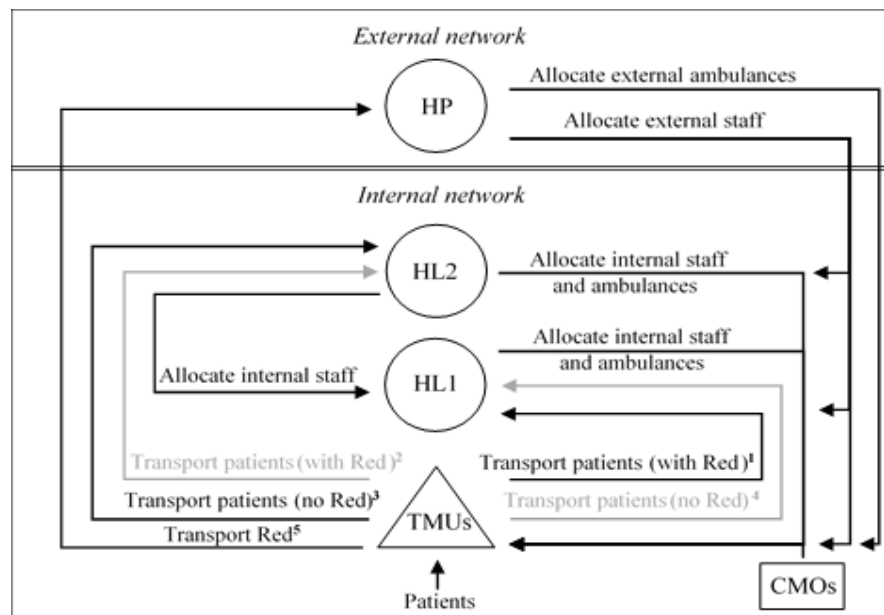 External network
HP
Allocate external ambulances
Allocate external staff
Internal network
HL2
Allocate internal staff
and ambulances
HL1
Allocate internal staff
and ambulances
Allocate internal staff
Transport patients (with Red)²
Transport patients (with Red)¹
Transport patients (no Red)³
Transport patients (no Red)⁴
TMUs
Transport Red⁵
CMOs
Patients